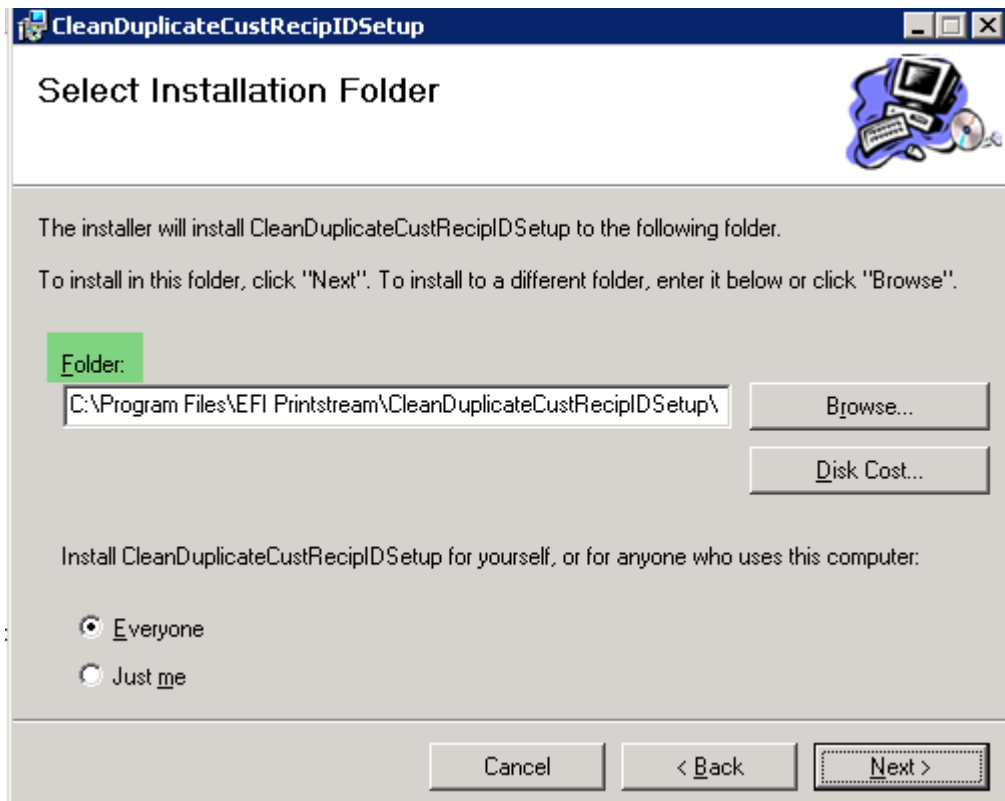 CleanDuplicateCustRecipIDSetup
Select Installation Folder
The installer will install CleanDuplicateCustRecipIDSetup to the following folder.
To install in this folder, click "Next". To install to a different folder, enter it below or click "Browse".
Folder:
C:\Program Files\EFI Printstream\CleanDuplicateCustRecipIDSetup\
Browse...
Disk Cost...
Install CleanDuplicateCustRecipIDSetup for yourself, or for anyone who uses this computer:
Everyone
Just me
Cancel
< Back
Next >